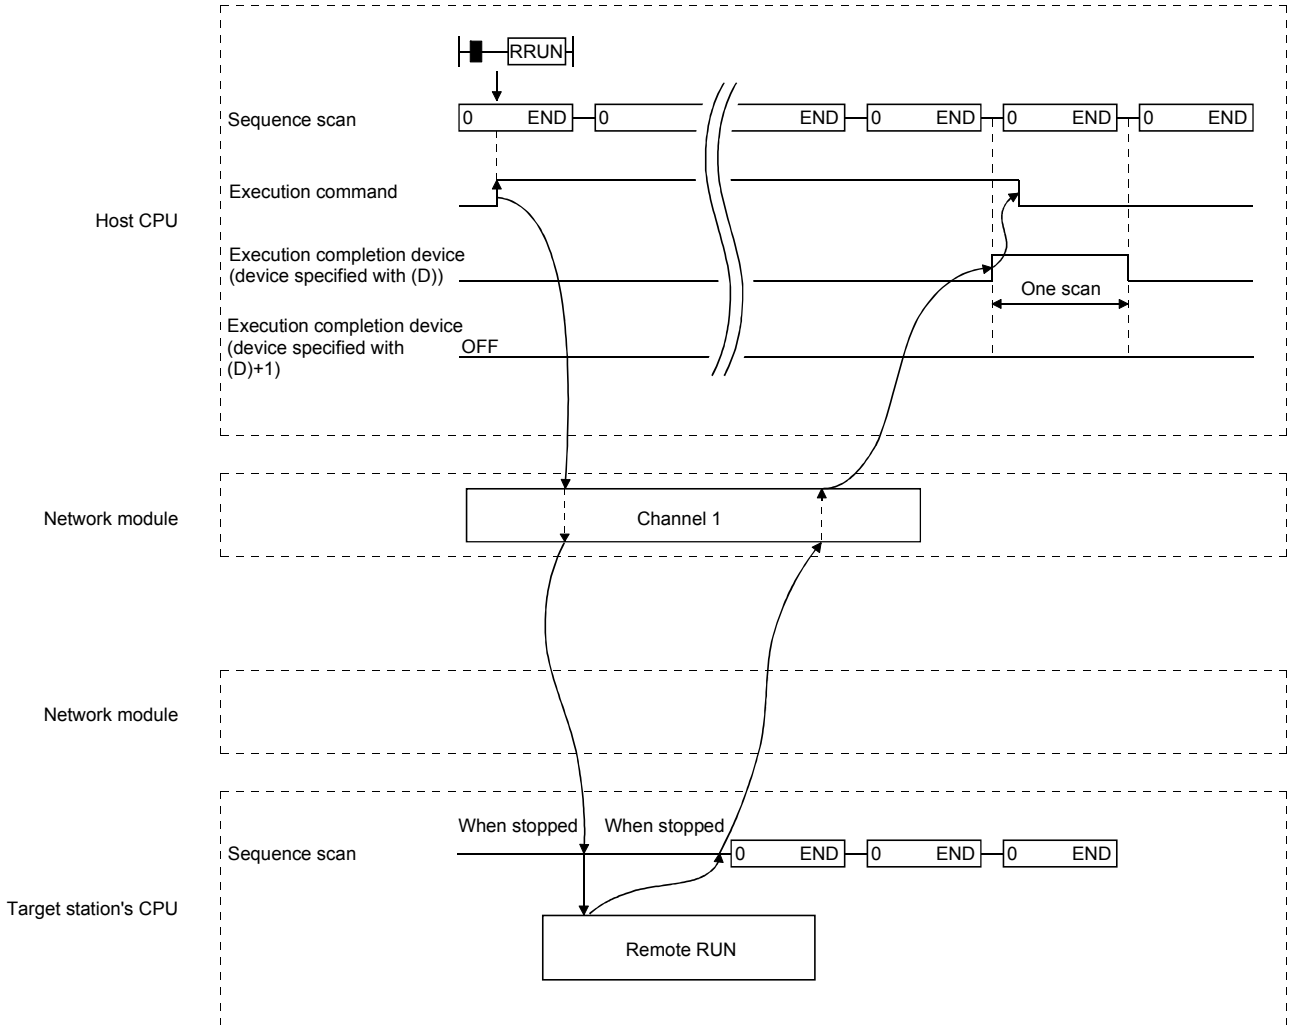 RRUN
Sequence scan
0 END 0 END 0 END 0 END 0 END
Execution command
Host CPU
Execution completion device
(device specified with (D))
One scan
Execution completion device
(device specified with
(D)+1)
OFF
Network module
Channel 1
Network module
When stopped When stopped
Sequence scan
0 END 0 END 0 END
Target station's CPU
Remote RUN